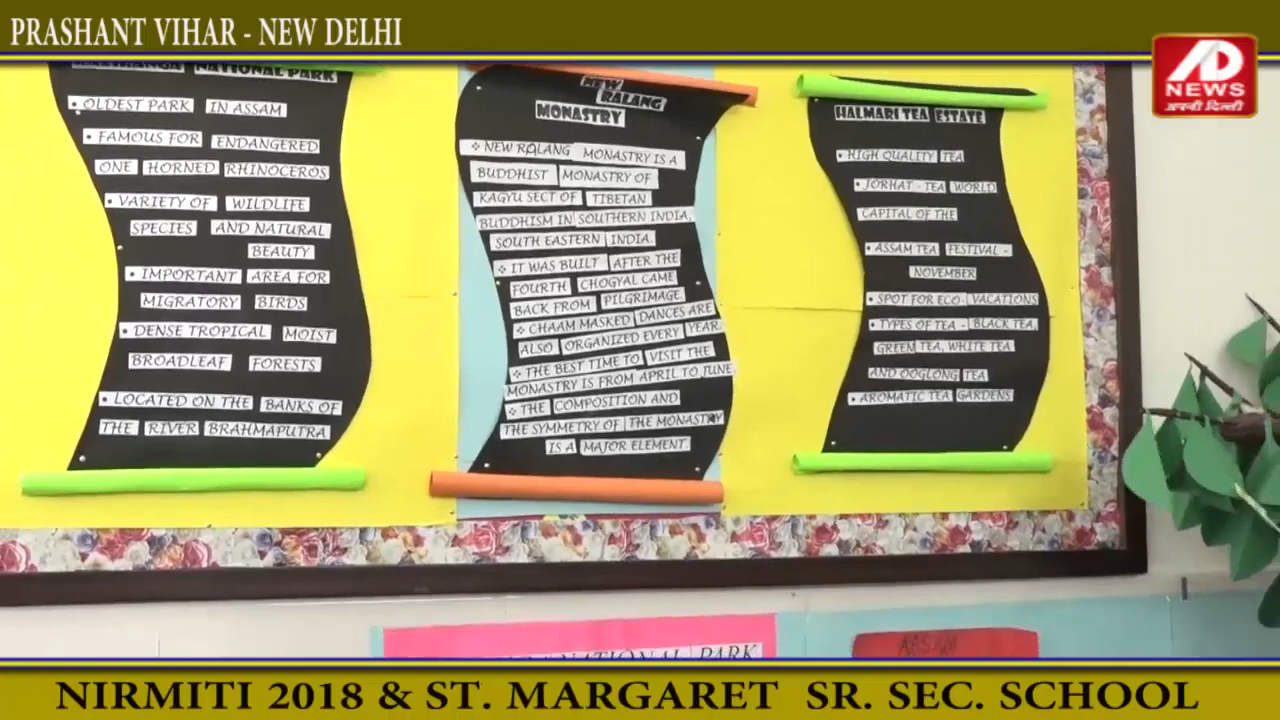 PRASHANT VIHAR - NEW DELHI
AD
NEWS
अपनी दिल्ली
NATIONAL PARK
• OLDEST PARK IN ASSAM
• FAMOUS FOR ENDANGERED
ONE HORNED RHINOCEROS
• VARIETY OF WILDLIFE
SPECIES AND NATURAL
BEAUTY
• IMPORTANT AREA FOR
MIGRATORY BIRDS
• DENSE TROPICAL MOIST
BROADLEAF FORESTS
• LOCATED ON THE BANKS OF
THE RIVER BRAHMAPUTRA
NEW
RALANG
MONASTRY
❖ NEW RALANG MONASTRY IS A
BUDDHIST MONASTRY OF
KAGYU SECT OF TIBETAN
BUDDHISM IN SOUTHERN INDIA,
SOUTH EASTERN INDIA.
❖ IT WAS BUILT AFTER THE
FOURTH CHOGYAL CAME
BACK FROM PILGRIMAGE.
❖ CHAAM MASKED DANCES ARE
ALSO ORGANIZED EVERY YEAR.
❖ THE BEST TIME TO VISIT THE
MONASTRY IS FROM APRIL TO JUNE.
❖ THE COMPOSITION AND
THE SYMMETRY OF THE MONASTRY
IS A MAJOR ELEMENT
HALMARI TEA ESTATE
• HIGH QUALITY TEA
• JORHAT - TEA WORLD
CAPITAL OF THE
• ASSAM TEA FESTIVAL -
NOVEMBER
• SPOT FOR ECO- VACATIONS
• TYPES OF TEA - BLACK TEA,
GREEN TEA, WHITE TEA
AND OOGLONG TEA
• AROMATIC TEA GARDENS
NATIONAL PARK
ASSAM
NIRMITI 2018 & ST. MARGARET SR. SEC. SCHOOL